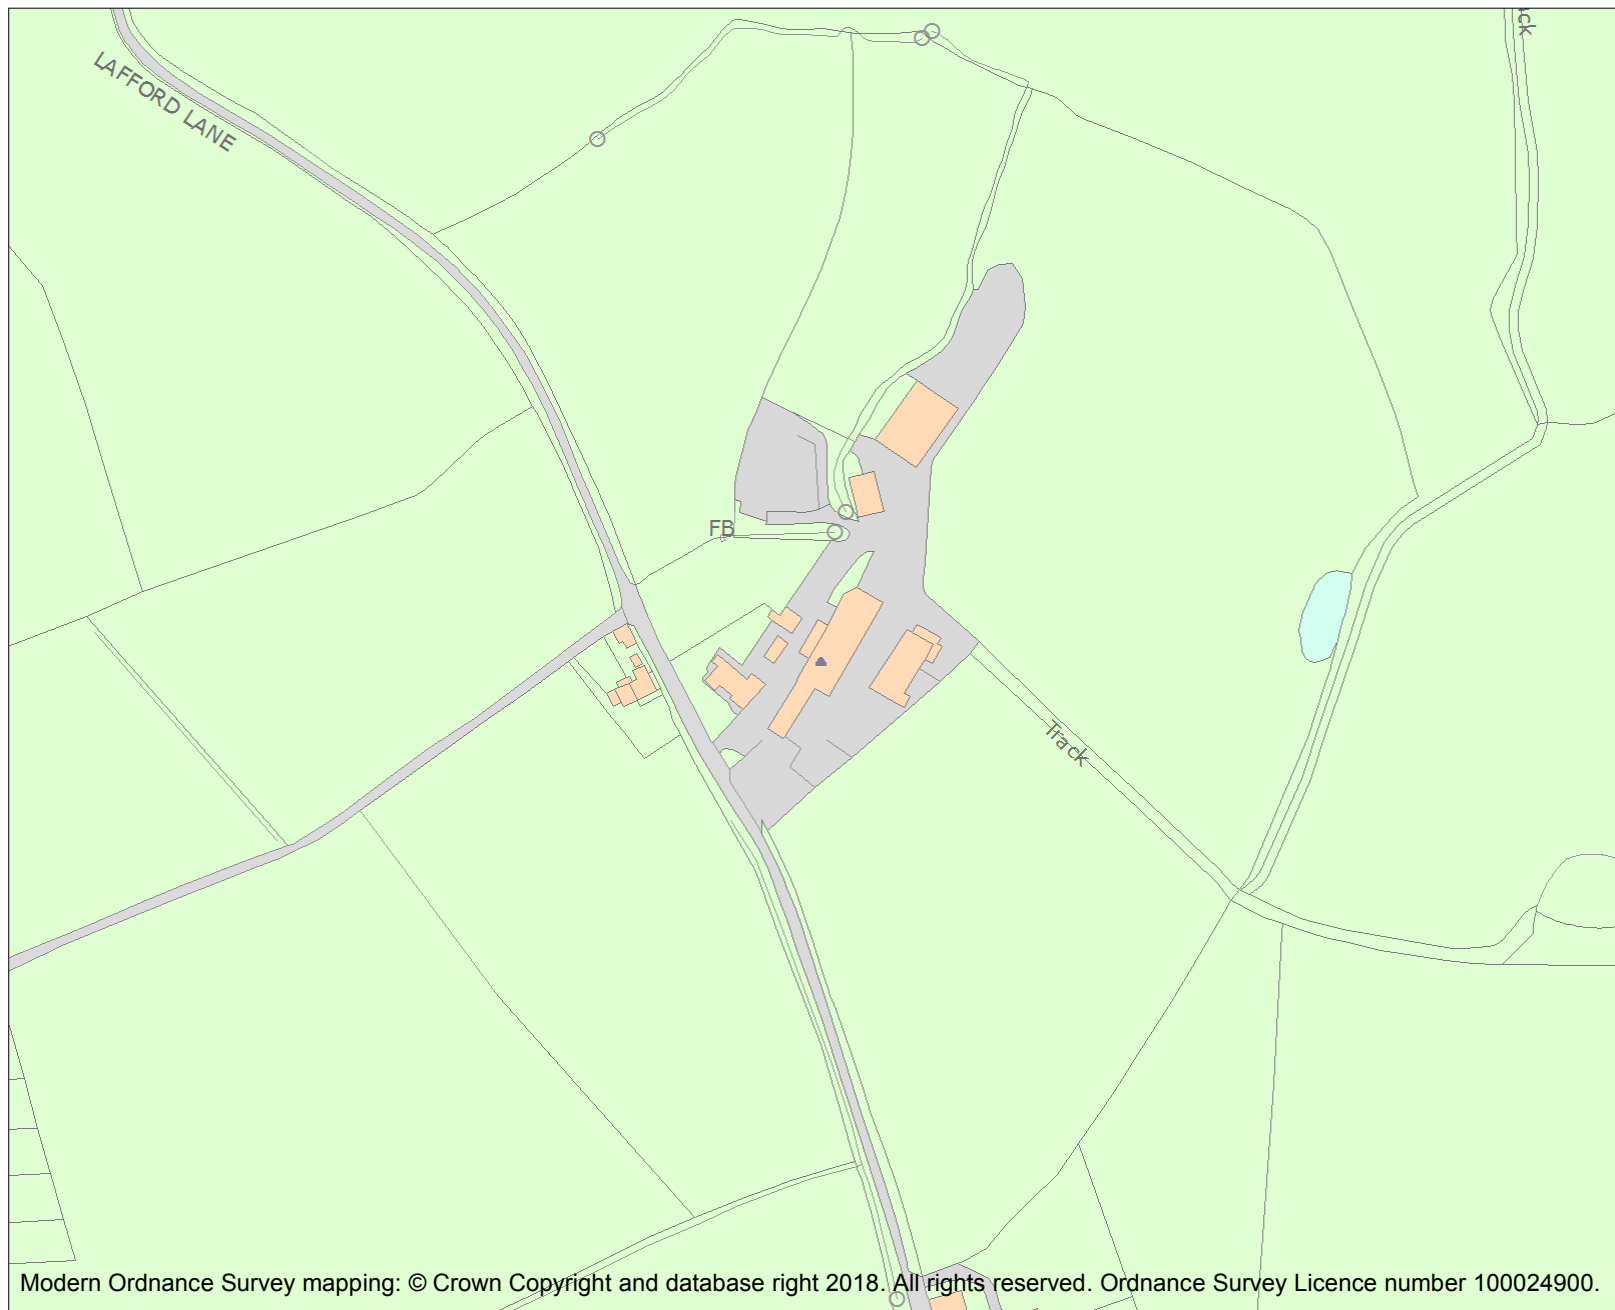 ck
LAFFORD LANE
FB
Track
Modern Ordnance Survey mapping: © Crown Copyright and database right 2018. All rights reserved. Ordnance Survey Licence number 100024900.